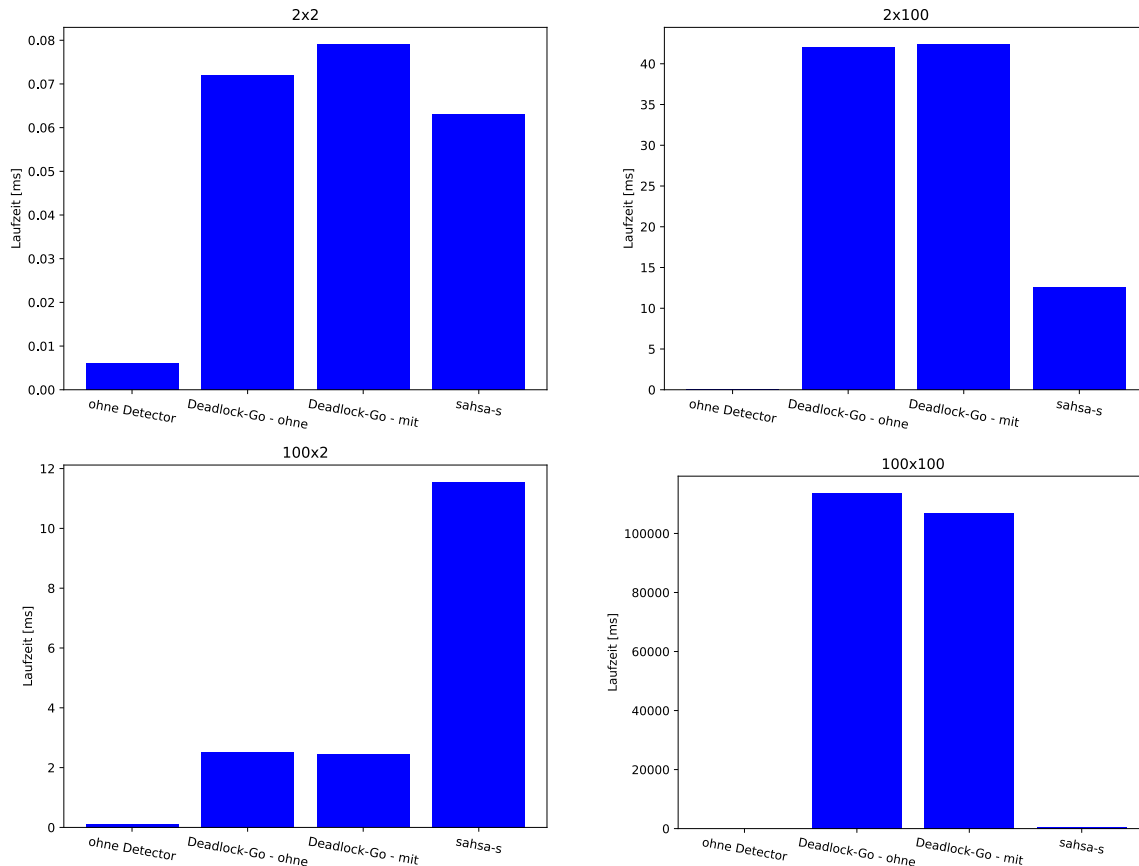 2x2
Laufzeit [ms]
0.08
0.07
0.06
0.05
0.04
0.03
0.02
0.01
0.00
ohne Detector
Deadlock-Go - ohne
Deadlock-Go - mit
sahsa-s
2x100
Laufzeit [ms]
40
35
30
25
20
15
10
5
0
ohne Detector
Deadlock-Go - ohne
Deadlock-Go - mit
sahsa-s
100x2
Laufzeit [ms]
12
10
8
6
4
2
0
ohne Detector
Deadlock-Go - ohne
Deadlock-Go - mit
sahsa-s
100x100
Laufzeit [ms]
100000
80000
60000
40000
20000
0
ohne Detector
Deadlock-Go - ohne
Deadlock-Go - mit
sahsa-s